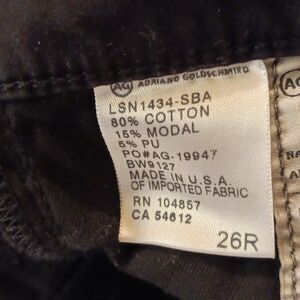 AG ADRIANO GOLDSCHMIED
LSN1434-SBA
80% COTTON
15% MODAL
5% PU
PO#AG-19947
BW9127
MADE IN U.S.A.
OF IMPORTED FABRIC
RN 104857
CA 54612
26R